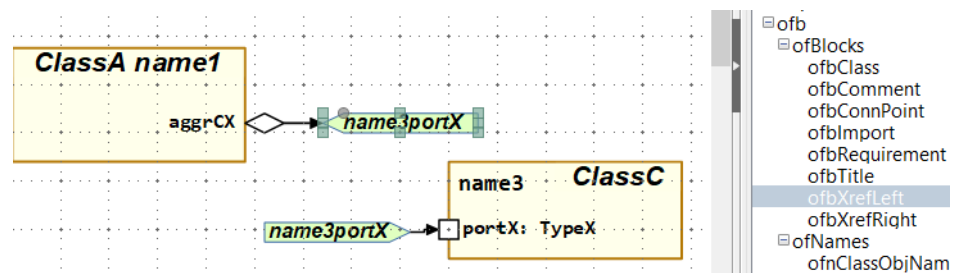 ClassA name1
aggrCX
name3portX
name3
ClassC
name3portX
portX: TypeX
ofb
ofBlocks
ofbClass
ofbComment
ofbConnPoint
ofbImport
ofbRequirement
ofbTitle
ofbXrefLeft
ofbXrefRight
ofNames
ofnClassObjNam